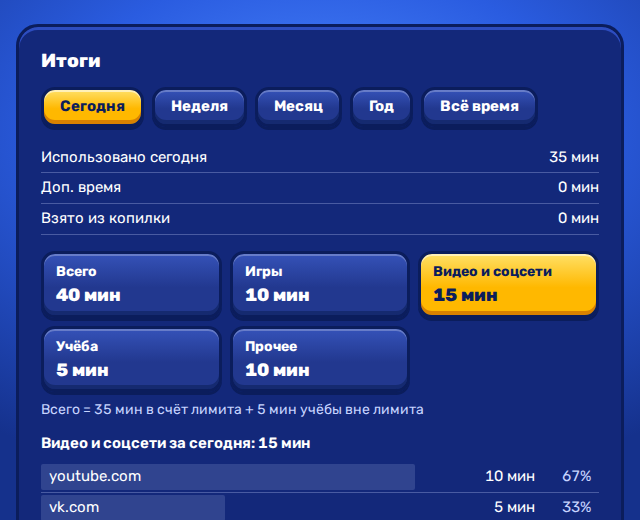 Итоги
Сегодня Неделя Месяц Год Всё время
Использовано сегодня 35 мин
Доп. время 0 мин
Взято из копилки 0 мин
Всего Игры Видео и соцсети
40 мин 10 мин 15 мин
Учёба Прочее
5 мин 10 мин
Всего = 35 мин в счёт лимита + 5 мин учёбы вне лимита
Видео и соцсети за сегодня: 15 мин
youtube.com 10 мин 67%
vk.com 5 мин 33%